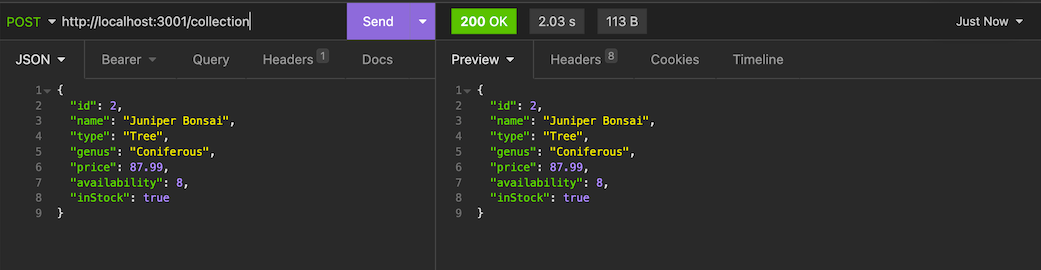 POST http://localhost:3001/collection Send 200 OK 2.03 s 113 B Just Now
JSON Bearer Query Headers 1 Docs Preview Headers 8 Cookies Timeline
1 {
2 "id": 2,
3 "name": "Juniper Bonsai",
4 "type": "Tree",
5 "genus": "Coniferous",
6 "price": 87.99,
7 "availability": 8,
8 "inStock": true
9 }
1 {
2 "id": 2,
3 "name": "Juniper Bonsai",
4 "type": "Tree",
5 "genus": "Coniferous",
6 "price": 87.99,
7 "availability": 8,
8 "inStock": true
9 }